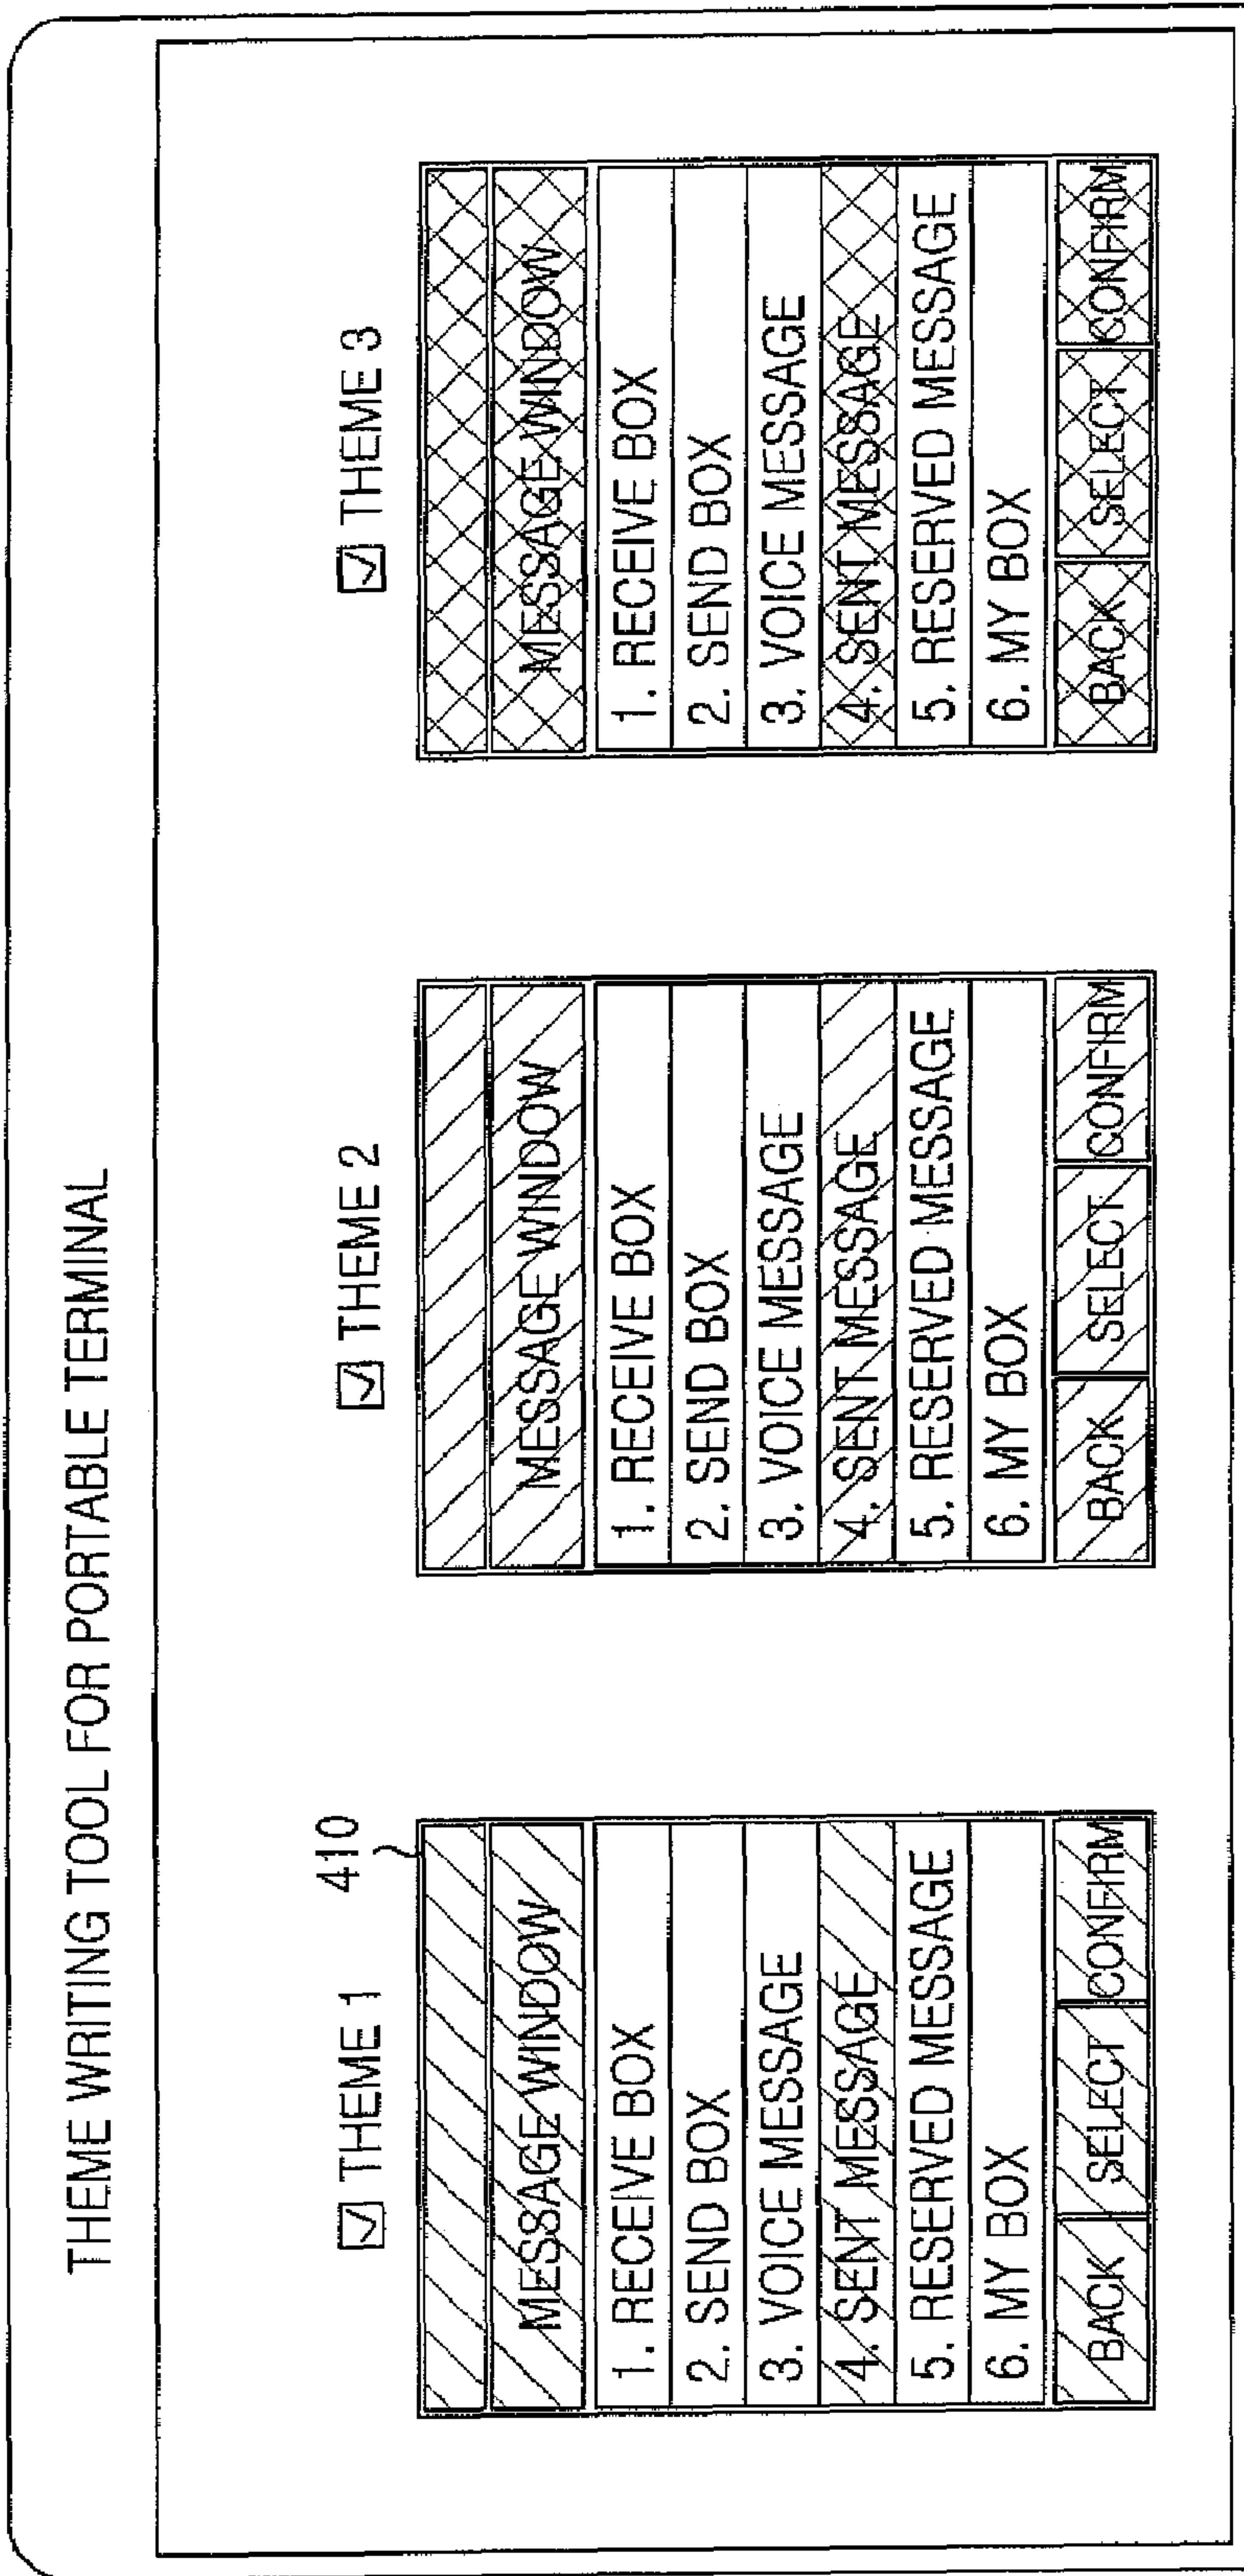 THEME WRITING TOOL FOR PORTABLE TERMINAL
THEME 1
410
MESSAGE WINDOW
1. RECEIVE BOX
2. SEND BOX
3. VOICE MESSAGE
4. SENT MESSAGE
5. RESERVED MESSAGE
6. MY BOX
BACK SELECT CONFIRM
THEME 2
MESSAGE WINDOW
1. RECEIVE BOX
2. SEND BOX
3. VOICE MESSAGE
4. SENT MESSAGE
5. RESERVED MESSAGE
6. MY BOX
BACK SELECT CONFIRM
THEME 3
MESSAGE WINDOW
1. RECEIVE BOX
2. SEND BOX
3. VOICE MESSAGE
4. SENT MESSAGE
5. RESERVED MESSAGE
6. MY BOX
BACK SELECT CONFIRM